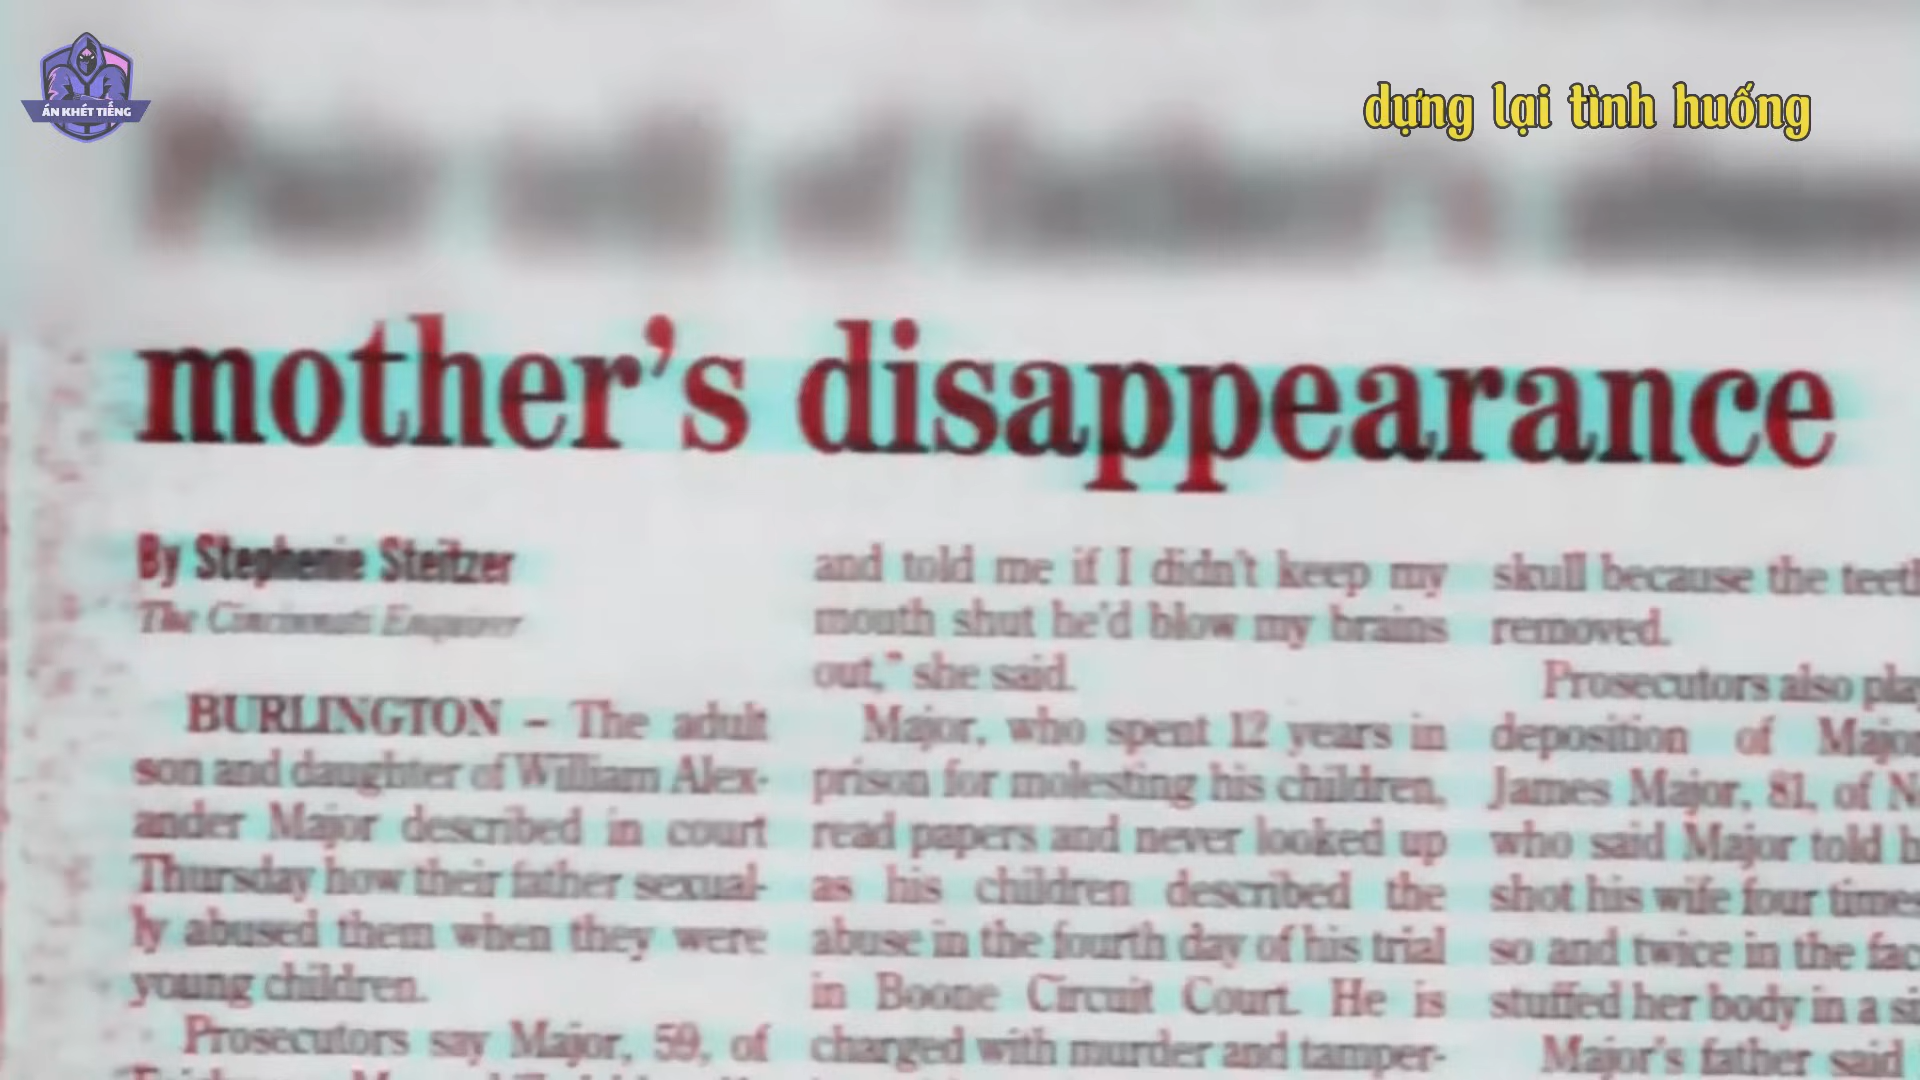 ÁN KHÉT TIẾNG
dựng lại tình huống
mother's disappearance
By Stephenie Steitzer
The Cincinnati Enquirer
BURLINGTON – The adult
son and daughter of William Alex-
ander Major described in court
Thursday how their father sexual-
ly abused them when they were
young children.
Prosecutors say Major, 59, of
and told me if I didn't keep my
mouth shut he'd blow my brains
out," she said.
Major, who spent 12 years in
prison for molesting his children,
read papers and never looked up
as his children described the
abuse in the fourth day of his trial
in Boone Circuit Court. He is
charged with murder and tamper-
skull because the teeth
removed.
Prosecutors also play
deposition of Major
James Major, 81, of N
who said Major told h
shot his wife four times
so and twice in the fac
stuffed her body in a si
Major's father said